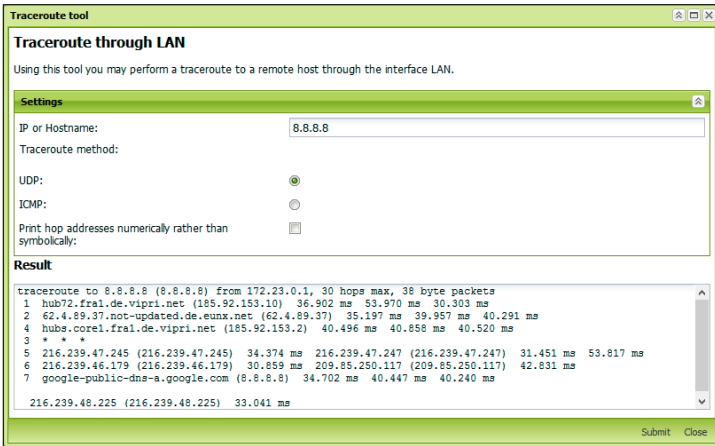 Traceroute tool
Traceroute through LAN
Using this tool you may perform a traceroute to a remote host through the interface LAN.
Settings
IP or Hostname: 8.8.8.8
Traceroute method:
UDP:
ICMP:
Print hop addresses numerically rather than
symbolically:
Result
traceroute to 8.8.8.8 (8.8.8.8) from 172.23.0.1, 30 hops max, 38 byte packets
1 hub72.fra1.de.vipri.net (185.92.153.10) 36.902 ms 53.970 ms 30.303 ms
2 62.4.89.37.not-updated.de.eunx.net (62.4.89.37) 35.197 ms 39.957 ms 40.291 ms
4 hubs.core1.fra1.de.vipri.net (185.92.153.2) 40.496 ms 40.858 ms 40.520 ms
3 * * *
5 216.239.47.245 (216.239.47.245) 34.374 ms 216.239.47.247 (216.239.47.247) 31.451 ms 53.817 ms
6 216.239.46.179 (216.239.46.179) 30.859 ms 209.85.250.117 (209.85.250.117) 42.831 ms
7 google-public-dns-a.google.com (8.8.8.8) 34.702 ms 40.447 ms 40.240 ms
216.239.48.225 (216.239.48.225) 33.041 ms
Submit Close